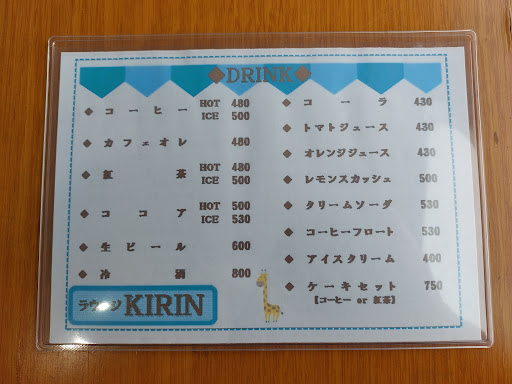 ◆DRINK◆
◆ コーヒー HOT 480
ICE 500
◆ カフェオレ 480
◆ 紅茶 HOT 480
ICE 500
◆ ココア HOT 500
ICE 530
◆ 生ビール 600
◆ 冷酒 800
ラウンジ KIRIN
◆ コーラ 430
◆ トマトジュース 430
◆ オレンジジュース 430
◆ レモンスカッシュ 500
◆ クリームソーダ 530
◆ コーヒーフロート 530
◆ アイスクリーム 400
◆ ケーキセット 750
【コーヒー or 紅茶】